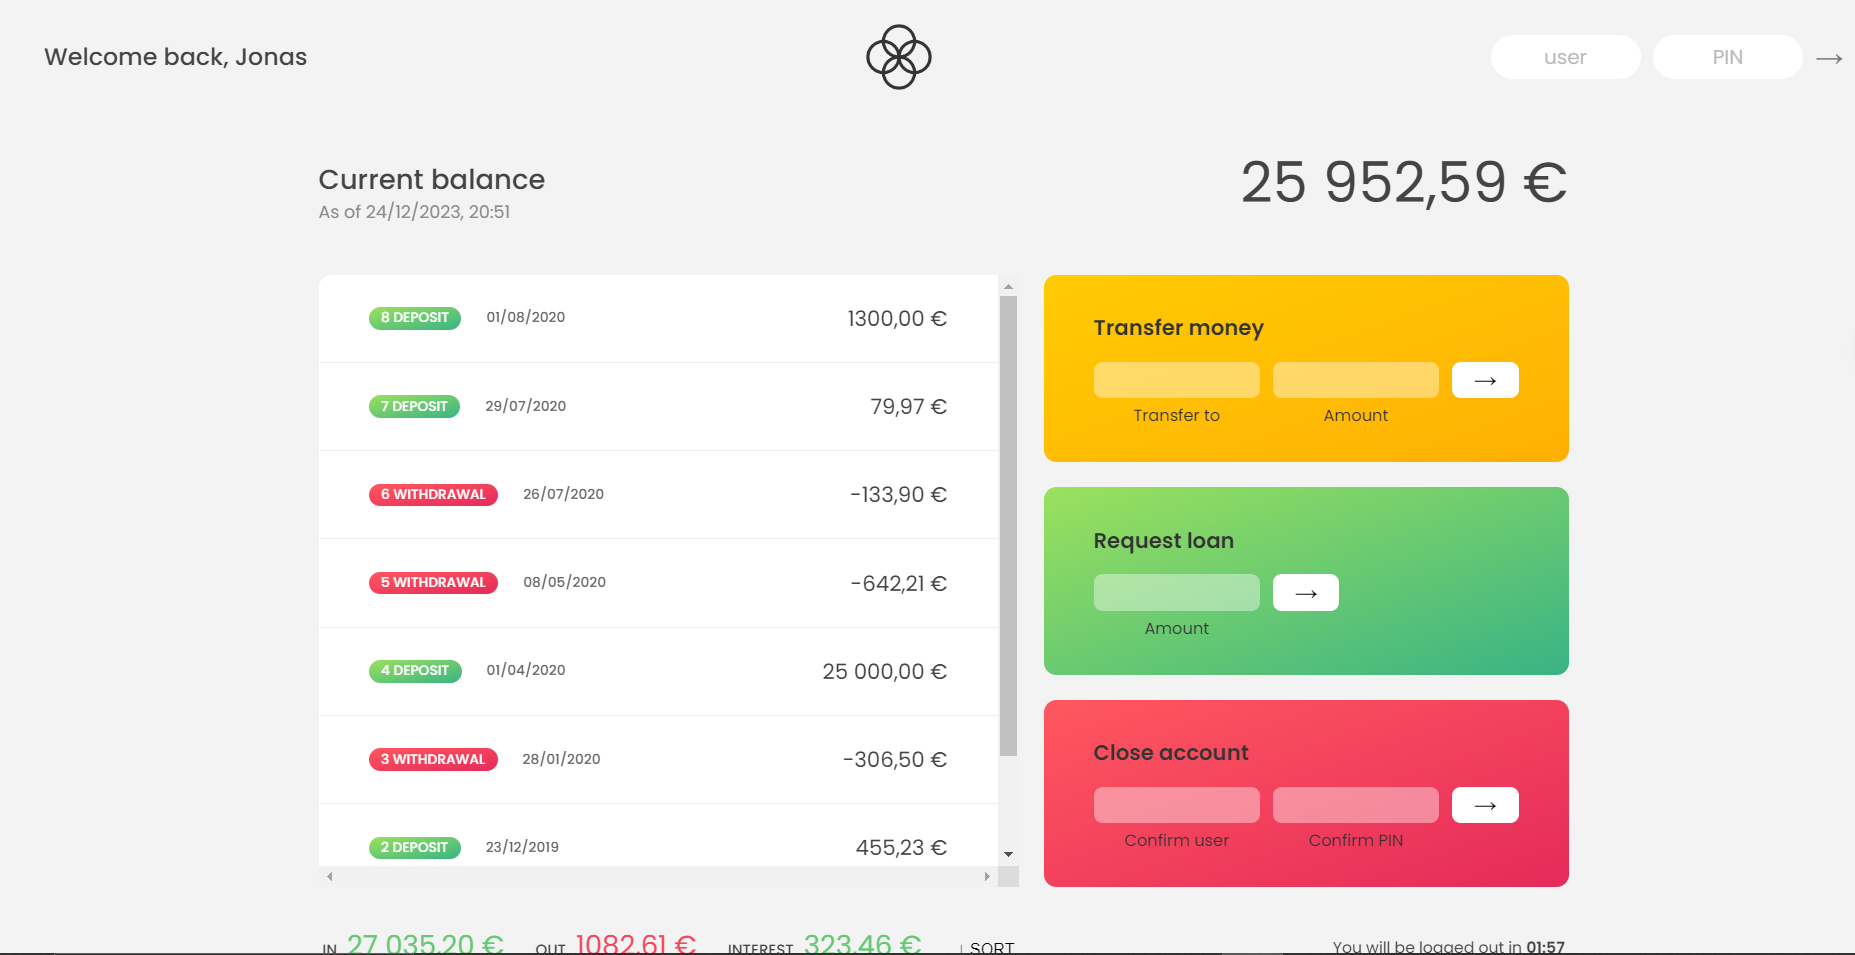 Welcome back, Jonas
user
PIN
→
Current balance
As of 24/12/2023, 20:51
25 952,59 €
8 DEPOSIT 01/08/2020 1300,00 €
7 DEPOSIT 29/07/2020 79,97 €
6 WITHDRAWAL 26/07/2020 -133,90 €
5 WITHDRAWAL 08/05/2020 -642,21 €
4 DEPOSIT 01/04/2020 25 000,00 €
3 WITHDRAWAL 28/01/2020 -306,50 €
2 DEPOSIT 23/12/2019 455,23 €
Transfer money
→
Transfer to Amount
Request loan
→
Amount
Close account
→
Confirm user Confirm PIN
IN 27 035,20 € OUT 1082,61 € INTEREST 323,46 € SORT
You will be logged out in 01:57